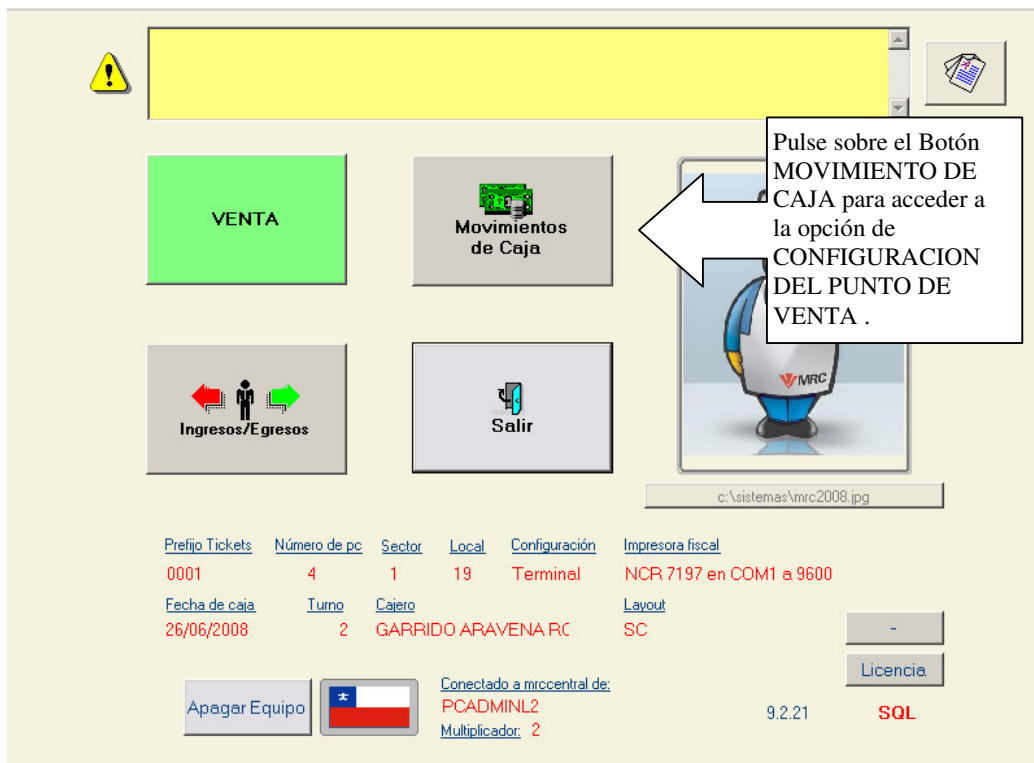 Pulse sobre el Botón
MOVIMIENTO DE
CAJA para acceder a
la opción de
CONFIGURACION
DEL PUNTO DE
VENTA .
VENTA
Movimientos
de Caja
Ingresos/Egresos
Salir
MRC
c:\sistemas\mrc2008.jpg
Prefijo Tickets Número de pc Sector Local Configuración Impresora fiscal
0001 4 1 19 Terminal NCR 7197 en COM1 a 9600
Fecha de caja Turno Cajero Layout
26/06/2008 2 GARRIDO ARAVENA RC SC
-
Licencia
Apagar Equipo
Conectado a mrccentral de:
PCADMINL2
Multiplicador: 2
9.2.21 SQL